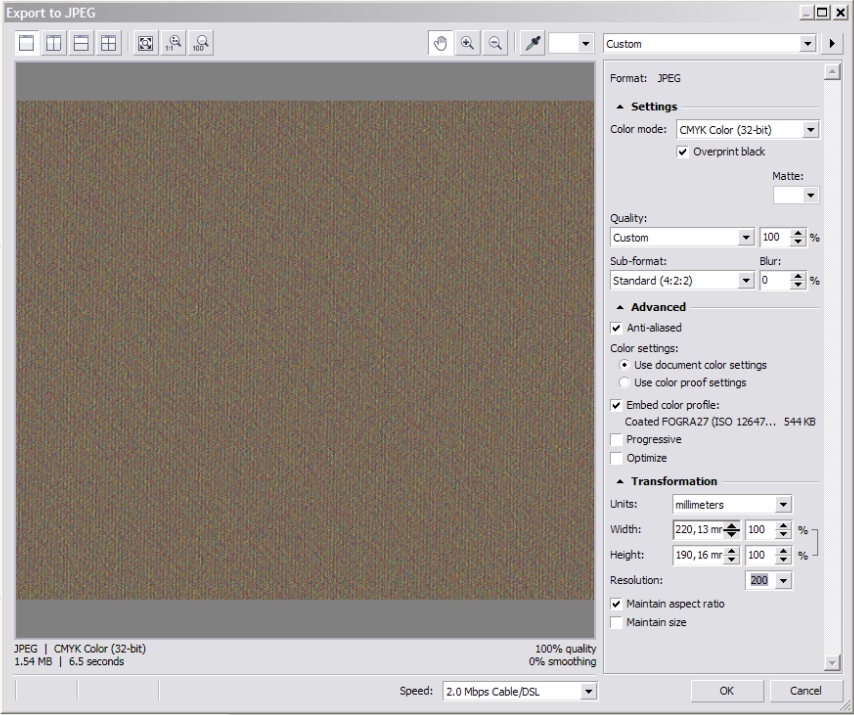 Export to JPEG
1:1
100
Custom
Format: JPEG
Settings
Color mode: CMYK Color (32-bit)
Overprint black
Matte:
Quality:
Custom 100 %
Sub-format: Blur:
Standard (4:2:2) 0 %
Advanced
Anti-aliased
Color settings:
Use document color settings
Use color proof settings
Embed color profile:
Coated FOGRA27 (ISO 12647... 544 KB
Progressive
Optimize
Transformation
Units: millimeters
Width: 220,13 mr 100 %
Height: 190,16 mr 100 %
Resolution: 200
Maintain aspect ratio
Maintain size
JPEG | CMYK Color (32-bit) 100% quality
1.54 MB | 6.5 seconds 0% smoothing
Speed: 2.0 Mbps Cable/DSL OK Cancel